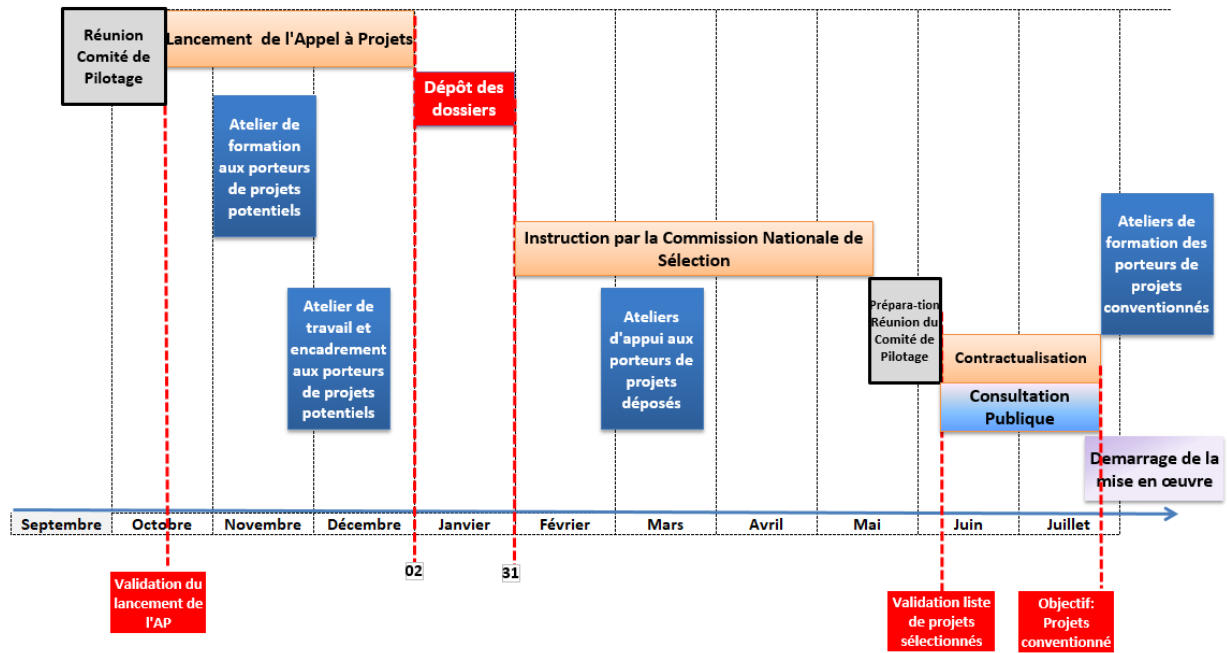 Réunion
Comité de
Pilotage
Lancement de l'Appel à Projets
Dépôt des
dossiers
Atelier de
formation
aux porteurs
de projets
potentiels
Ateliers de
formation des
porteurs de
projets
conventionnés
Instruction par la Commission Nationale de
Sélection
Atelier de
travail et
encadrement
aux porteurs
de projets
potentiels
Ateliers
d'appui aux
porteurs de
projets
déposés
Prépara-tion
Réunion du
Comité de
Pilotage
Contractualisation
Consultation
Publique
Demarrage de la
mise en œuvre
Septembre
Octobre
Novembre
Décembre
Janvier
Février
Mars
Avril
Mai
Juin
Juillet
02
31
Validation du
lancement de
l'AP
Validation liste
de projets
sélectionnés
Objectif:
Projets
conventionné